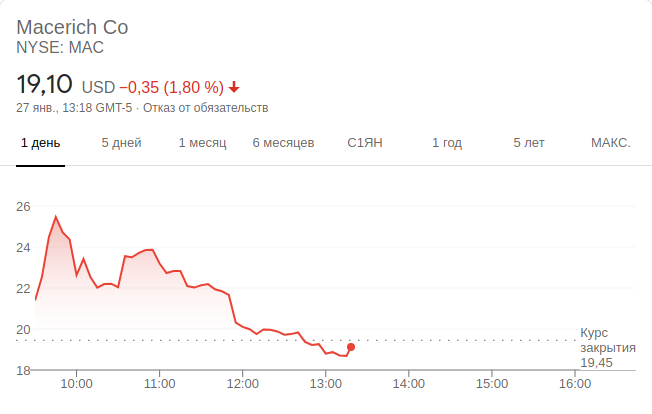 Macerich Co
NYSE: MAC
19,10 USD −0,35 (1,80 %)
27 янв., 13:18 GMT-5 · Отказ от обязательств
1 день 5 дней 1 месяц 6 месяцев С1ЯН 1 год 5 лет МАКС.
26
24
22
20
18
Курс
закрытия
19,45
10:00 11:00 12:00 13:00 14:00 15:00 16:00